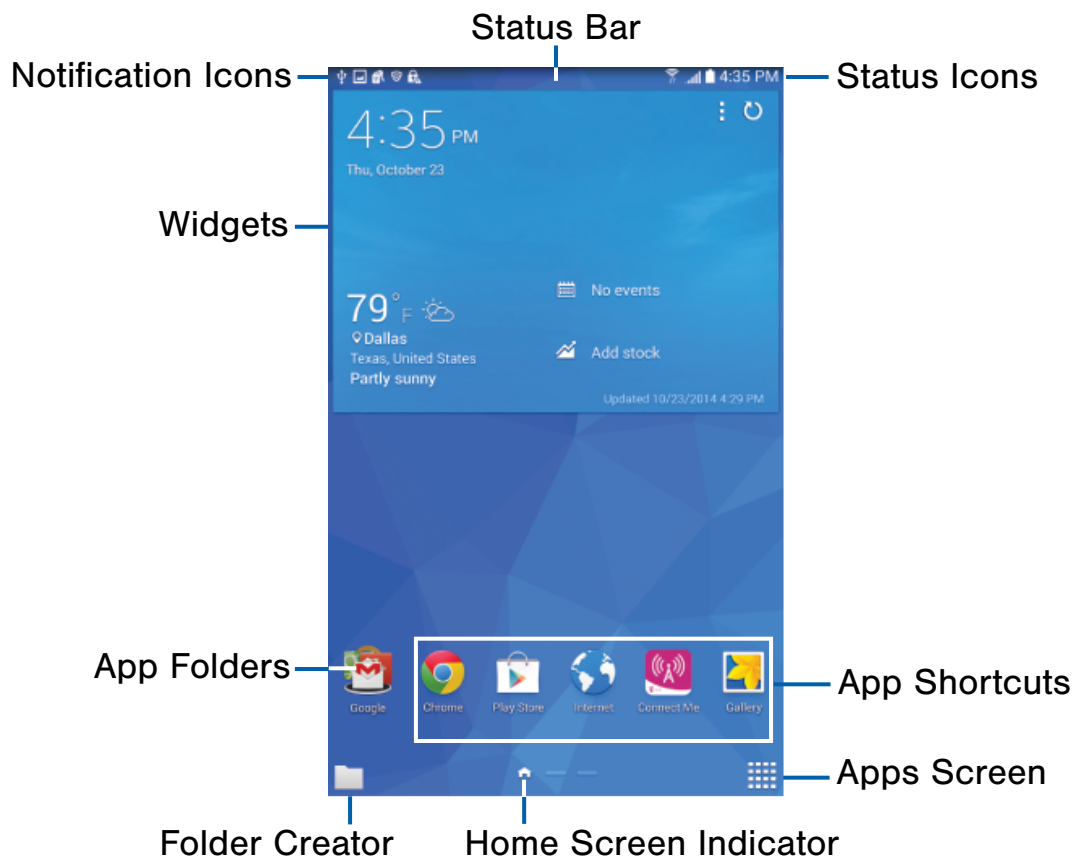 Status Bar
Notification Icons
4:35 PM
Status Icons
4:35 PM
Thu, October 23
Widgets
No events
79°F
Dallas
Texas, United States
Add stock
Partly sunny
Updated 10/23/2014 4:29 PM
App Folders
App Shortcuts
Google
Chrome
Play Store
Internet
Connect Me
Gallery
Apps Screen
Folder Creator
Home Screen Indicator